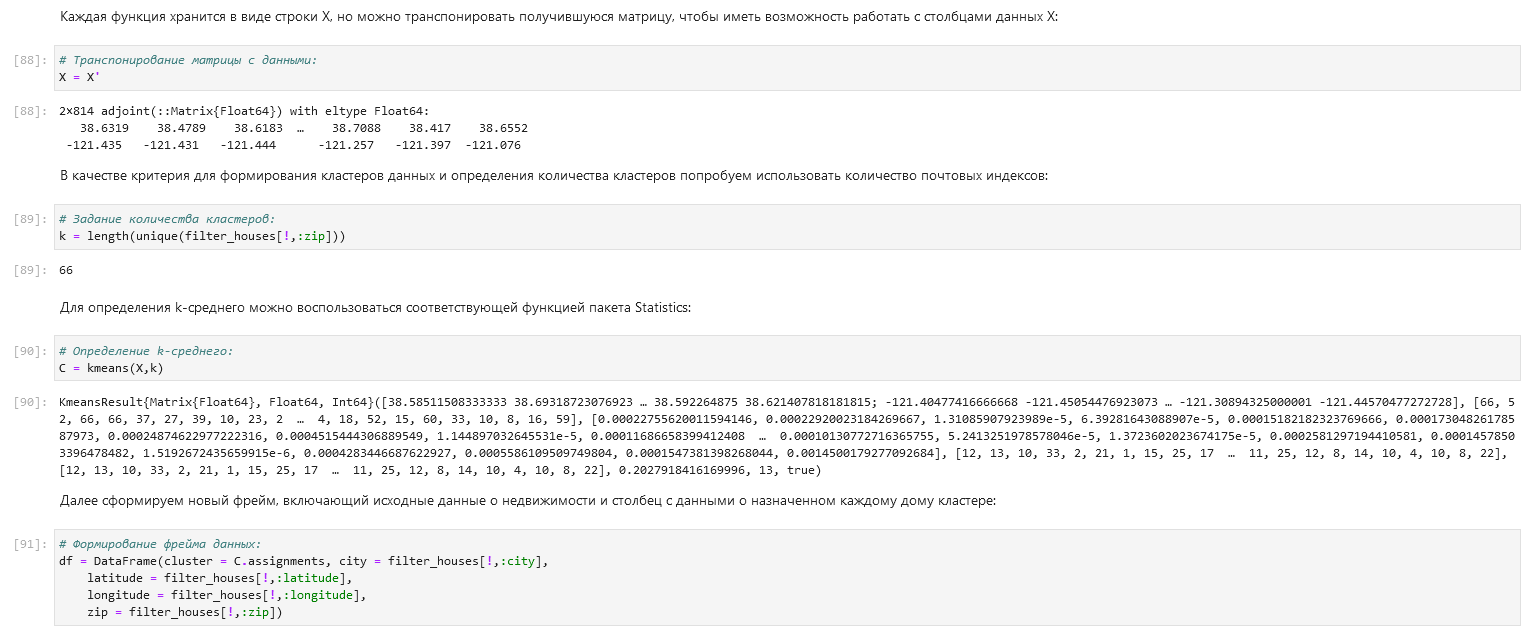 Каждая функция хранится в виде строки X, но можно транспонировать получившуюся матрицу, чтобы иметь возможность работать с столбцами данных X:
[88]: # Транспонирование матрицы с данными:
X = X'
[88]: 2×814 adjoint(::Matrix{Float64}) with eltype Float64:
38.6319 38.4789 38.6183 … 38.7088 38.417 38.6552
-121.435 -121.431 -121.444 -121.257 -121.397 -121.076
В качестве критерия для формирования кластеров данных и определения количества кластеров попробуем использовать количество почтовых индексов:
[89]: # Задание количества кластеров:
k = length(unique(filter_houses[!,:zip]))
[89]: 66
Для определения k-среднего можно воспользоваться соответствующей функцией пакета Statistics:
[90]: # Определение k-среднего:
C = kmeans(X,k)
[90]: KmeansResult{Matrix{Float64}, Float64, Int64}([38.58511508333333 38.69318723076923 … 38.592264875 38.621407818181815; -121.40477416666668 -121.45054476923073 … -121.30894325000001 -121.44570477272728], [66, 5
2, 66, 66, 37, 27, 39, 10, 23, 2 … 4, 18, 52, 15, 60, 33, 10, 8, 16, 59], [0.00022755620011594146, 0.00022920023184269667, 1.31085907923989e-5, 6.39281643088907e-5, 0.00015182182323769666, 0.000173048261785
87973, 0.00024874622977222316, 0.0004515444306889549, 1.144897032645531e-5, 0.00011686658399412408 … 0.00010130772716365755, 5.2413251978578046e-5, 1.3723602023674175e-5, 0.0002581297194410581, 0.0001457850
3396478482, 1.5192672435659915e-6, 0.0004283446687622927, 0.0005586109509749804, 0.0001547381398268044, 0.0014500179277092684], [12, 13, 10, 33, 2, 21, 1, 15, 25, 17 … 11, 25, 12, 8, 14, 10, 4, 10, 8, 22],
[12, 13, 10, 33, 2, 21, 1, 15, 25, 17 … 11, 25, 12, 8, 14, 10, 4, 10, 8, 22], 0.2027918416169996, 13, true)
Далее сформируем новый фрейм, включающий исходные данные о недвижимости и столбец с данными о назначенном каждому дому кластере:
[91]: # Формирование фрейма данных:
df = DataFrame(cluster = C.assignments, city = filter_houses[!,:city],
latitude = filter_houses[!,:latitude],
longitude = filter_houses[!,:longitude],
zip = filter_houses[!,:zip])